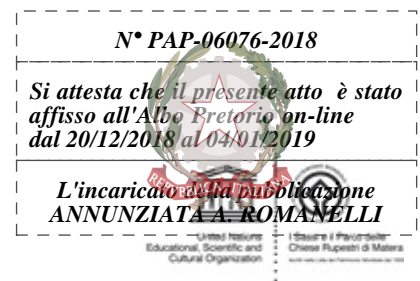 N° PAP-06076-2018
Si attesta che il presente atto è stato
affisso all'Albo Pretorio on-line
dal 20/12/2018 al 04/01/2019
L'incaricato della pubblicazione
ANNUNZIATA A. ROMANELLI
REPVBBLICA ITALIANA
United Nations
Educational, Scientific and
Cultural Organization
I Sassi e il Parco delle
Chiese Rupestri di Matera